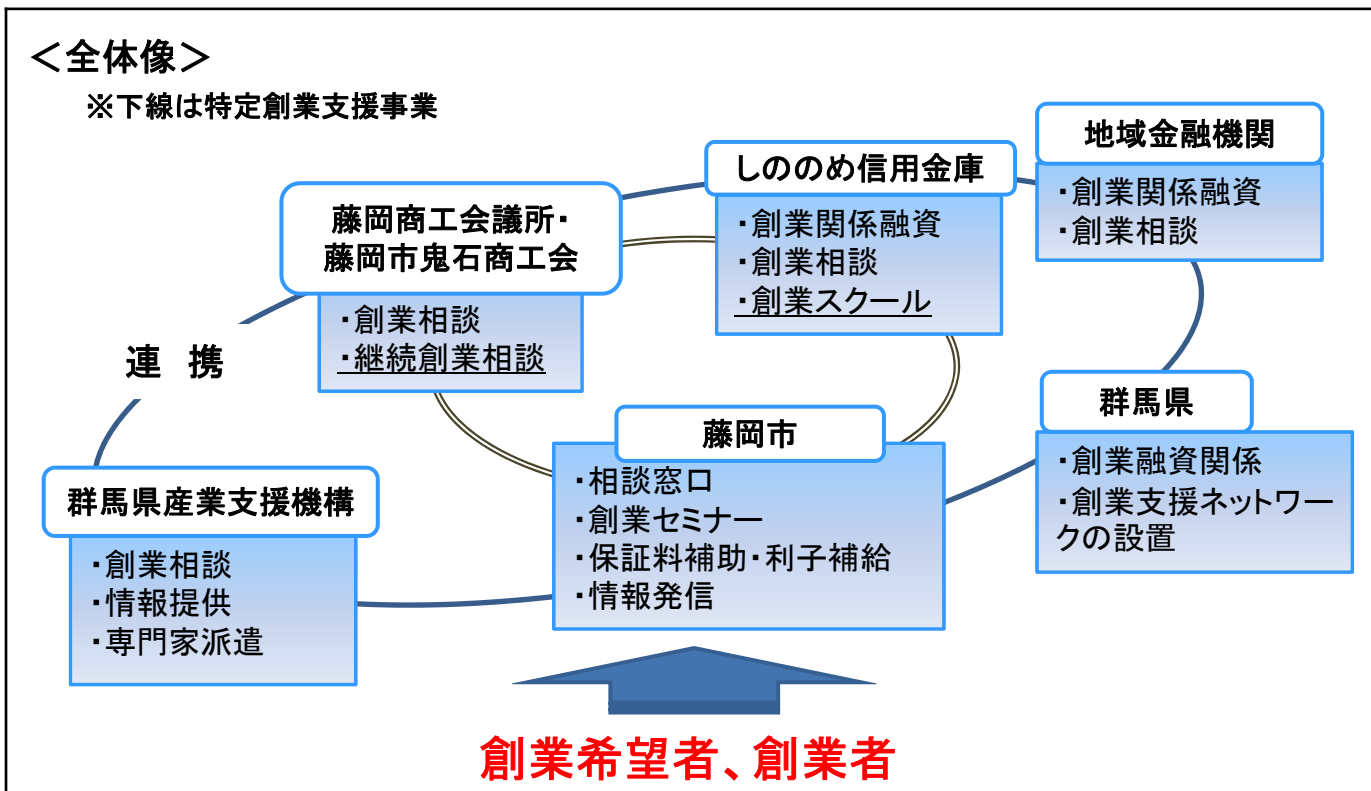 ＜全体像＞
※下線は特定創業支援事業
藤岡商工会議所・
藤岡市鬼石商工会
・創業相談
・継続創業相談
しののめ信用金庫
・創業関係融資
・創業相談
・創業スクール
地域金融機関
・創業関係融資
・創業相談
連 携
群馬県産業支援機構
・創業相談
・情報提供
・専門家派遣
藤岡市
・相談窓口
・創業セミナー
・保証料補助・利子補給
・情報発信
群馬県
・創業融資関係
・創業支援ネットワー
クの設置
創業希望者、創業者